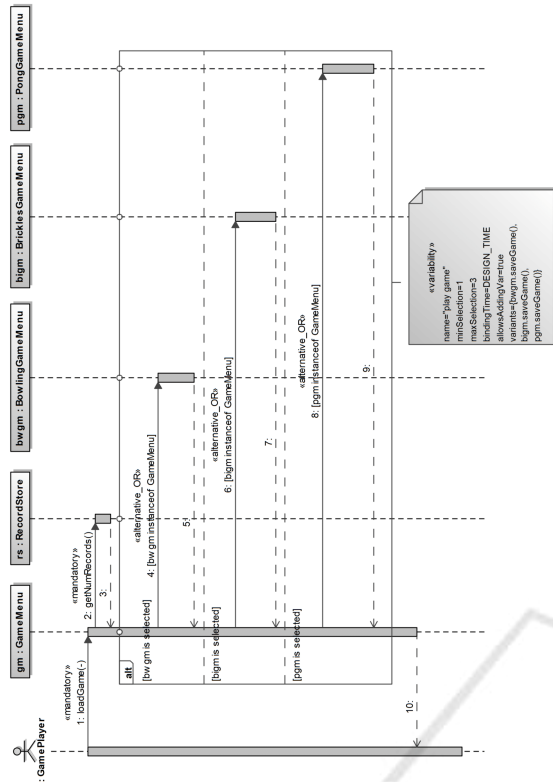 : GamePlayer
gm : GameMenu
rs : RecordStore
bwgm : BowlingGameMenu
bigm : BricklesGameMenu
pgm : PongGameMenu
«mandatory»
1: loadGame(-)
«mandatory»
2: getNumRecords()
3:
alt
[bwgm is selected]
«alternative_OR»
4: [bwgm instanceof GameMenu]
5:
[bigm is selected]
«alternative_OR»
6: [bigm instanceof GameMenu]
7:
[pgm is selected]
«alternative_OR»
8: [pgm instanceof GameMenu]
9:
10:
«variability»
name="play game"
minSelection=1
maxSelection=3
bindingTime=DESIGN_TIME
allowsAddingVar=true
variants={bwgm.saveGame(),
bigm.saveGame(),
pgm.saveGame()}